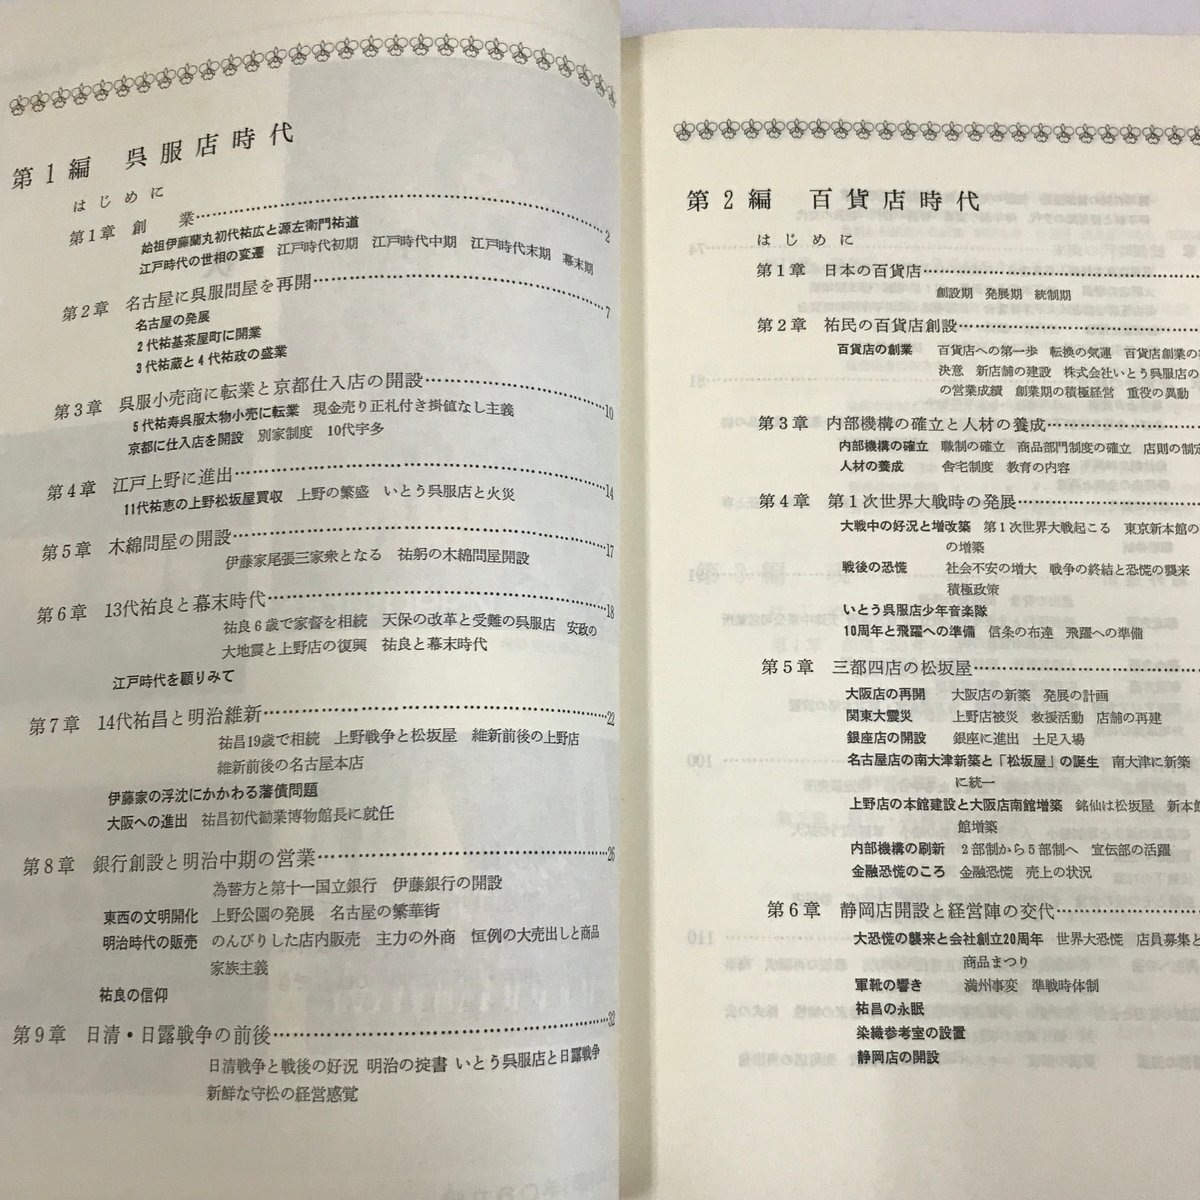 第1編 呉服店時代
はじめに
第1章 創業…2
始祖伊藤蘭丸初代祐広と源左衛門祐道
江戸時代の世相の変遷 江戸時代初期 江戸時代中期 江戸時代末期 幕末期
第2章 名古屋に呉服問屋を再開…7
名古屋の発展
2代祐基茶屋町に開業
3代祐蔵と4代祐政の盛業
第3章 呉服小売商に転業と京都仕入店の開設…10
5代祐寿呉服太物小売に転業 現金売り正札付き掛値なし主義
京都に仕入店を開設 別家制度 10代宇多
第4章 江戸上野に進出…14
11代祐恵の上野松坂屋買収 上野の繁盛 いとう呉服店と火災
第5章 木綿問屋の開設…17
伊藤家尾張三家衆となる 祐躬の木綿問屋開設
第6章 13代祐良と幕末時代…18
祐良6歳で家督を相続 天保の改革と受難の呉服店 安政の
大地震と上野店の復興 祐良と幕末時代
江戸時代を顧りみて
第7章 14代祐昌と明治維新…22
祐昌19歳で相続 上野戦争と松坂屋 維新前後の上野店
維新前後の名古屋本店
伊藤家の浮沈にかかわる藩債問題
大阪への進出 祐昌初代勧業博物館長に就任
第8章 銀行創設と明治中期の営業…26
為替方と第十一国立銀行 伊藤銀行の開設
東西の文明開化 上野公園の発展 名古屋の繁華街
明治時代の販売 のんびりした店内販売 主力の外商 恒例の大売出しと商品
家族主義
祐良の信仰
第9章 日清・日露戦争の前後…32
日清戦争と戦後の好況 明治の掟書 いとう呉服店と日露戦争
新鮮な守松の経営感覚
第2編 百貨店時代
はじめに
第1章 日本の百貨店…
創設期 発展期 統制期
第2章 祐民の百貨店創設…
百貨店の創業 百貨店への第一歩 転換の気運 百貨店創業の
決意 新店舗の建設 株式会社いとう呉服店の
の営業成績 創業期の積極経営 重役の異動
第3章 内部機構の確立と人材の養成…
内部機構の確立 職制の確立 商品部門制度の確立 店則の制定
人材の養成 舎宅制度 教育の内容
第4章 第1次世界大戦時の発展…
大戦中の好況と増改築 第1次世界大戦起こる 東京新本館の
の増築
戦後の恐慌 社会不安の増大 戦争の終結と恐慌の襲来
積極政策
いとう呉服店少年音楽隊
10周年と飛躍への準備 信条の布達 飛躍への準備
第5章 三都四店の松坂屋…
大阪店の再開 大阪店の新築 発展の計画
関東大震災 上野店被災 救援活動 店舗の再建
銀座店の開設 銀座に進出 土足入場
名古屋店の南大津新築と「松坂屋」の誕生 南大津に新築
に統一
上野店の本館建設と大阪店南館増築 銘仙は松坂屋 新本館
館増築
内部機構の刷新 2部制から5部制へ 宣伝部の活躍
金融恐慌のころ 金融恐慌 売上の状況
第6章 静岡店開設と経営陣の交代…
大恐慌の襲来と会社創立20周年 世界大恐慌 店員募集と
商品まつり
軍靴の響き 満州事変 準戦時体制
祐昌の永眠
染織参考室の設置
静岡店の開設